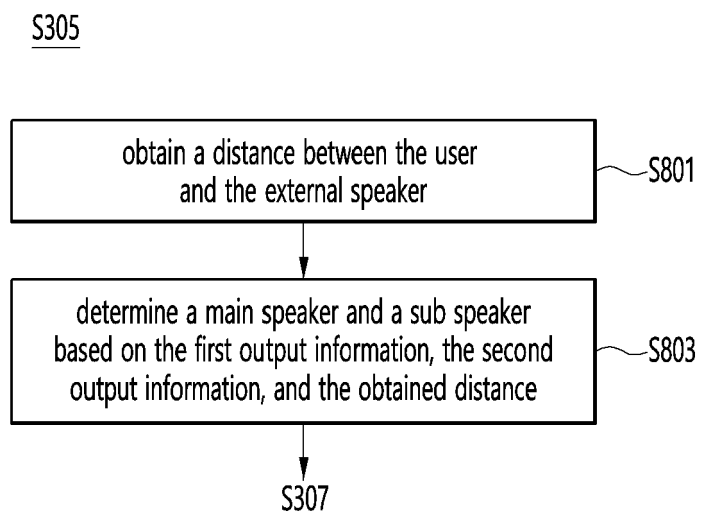 S305
obtain a distance between the user
and the external speaker
S801
determine a main speaker and a sub speaker
based on the first output information, the second
output information, and the obtained distance
S803
S307